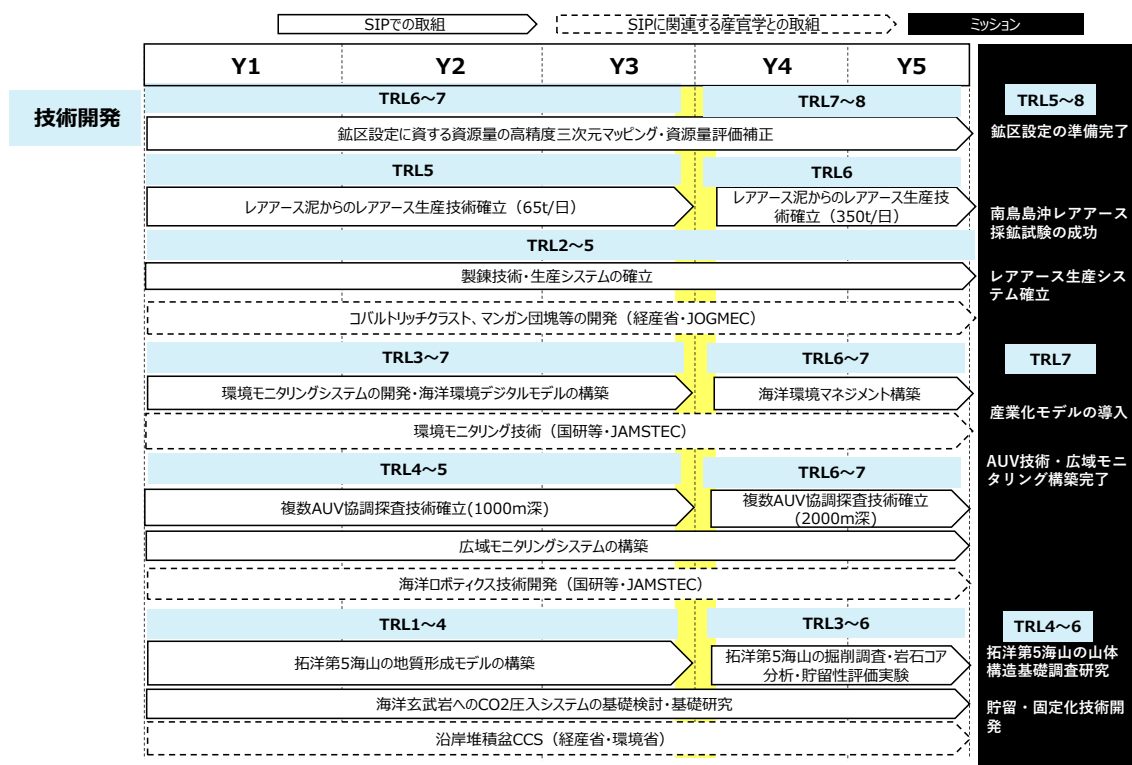 SIPでの取組
SIPに関連する産官学との取組
ミッション
Y1
Y2
Y3
Y4
Y5
技術開発
TRL6～7
TRL7～8
TRL5～8
鉱区設定に資する資源量の高精度三次元マッピング・資源量評価補正
鉱区設定の準備完了
TRL5
TRL6
レアアース泥からのレアアース生産技術確立（65t/日）
レアアース泥からのレアアース生産技
術確立（350t/日）
南鳥島沖レアアース
採鉱試験の成功
TRL2～5
製錬技術・生産システムの確立
レアアース生産シス
テム確立
コバルトリッチクラスト、マンガン団塊等の開発（経産省・JOGMEC）
TRL3～7
TRL6～7
TRL7
環境モニタリングシステムの開発・海洋環境デジタルモデルの構築
海洋環境マネジメント構築
産業化モデルの導入
環境モニタリング技術（国研等・JAMSTEC）
TRL4～5
TRL6～7
AUV技術・広域モニ
タリング構築完了
複数AUV協調探査技術確立(1000m深)
複数AUV協調探査技術確立
(2000m深)
広域モニタリングシステムの構築
海洋ロボティクス技術開発（国研等・JAMSTEC）
TRL1～4
TRL3～6
TRL4～6
拓洋第5海山の地質形成モデルの構築
拓洋第5海山の掘削調査・岩石コア
分析・貯留性評価実験
拓洋第5海山の山体
構造基礎調査研究
海洋玄武岩へのCO2圧入システムの基礎検討・基礎研究
貯留・固定化技術開
発
沿岸堆積盆CCS（経産省・環境省）